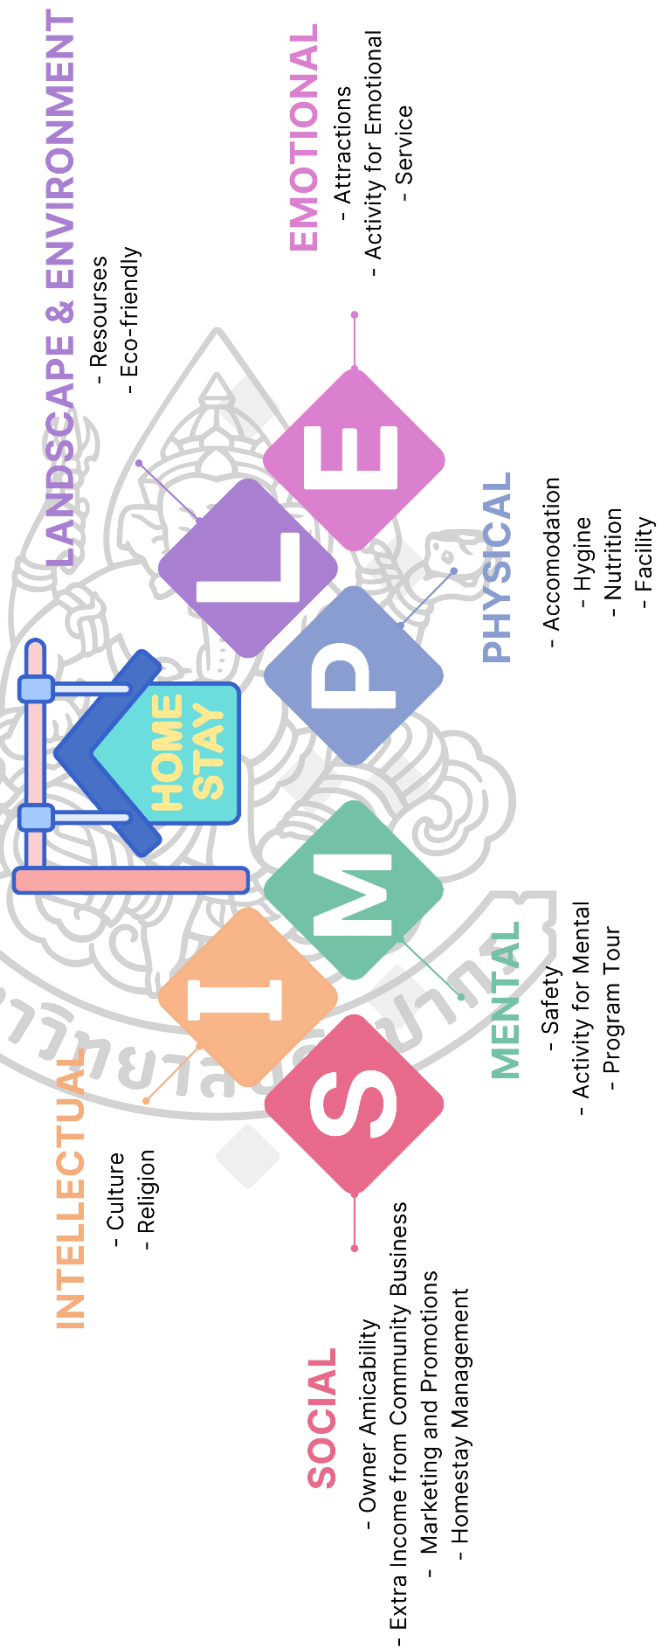 HOME
STAY
SOCIAL
- Owner Amicability
- Extra Income from Community Business
- Marketing and Promotions
- Homestay Management
INTELLECTUAL
- Culture
- Religion
MENTAL
- Safety
- Activity for Mental
- Program Tour
PHYSICAL
- Accomodation
- Hygine
- Nutrition
- Facility
LANDSCAPE & ENVIRONMENT
- Resourses
- Eco-friendly
EMOTIONAL
- Attractions
- Activity for Emotional
- Service
S
I
M
P
L
E